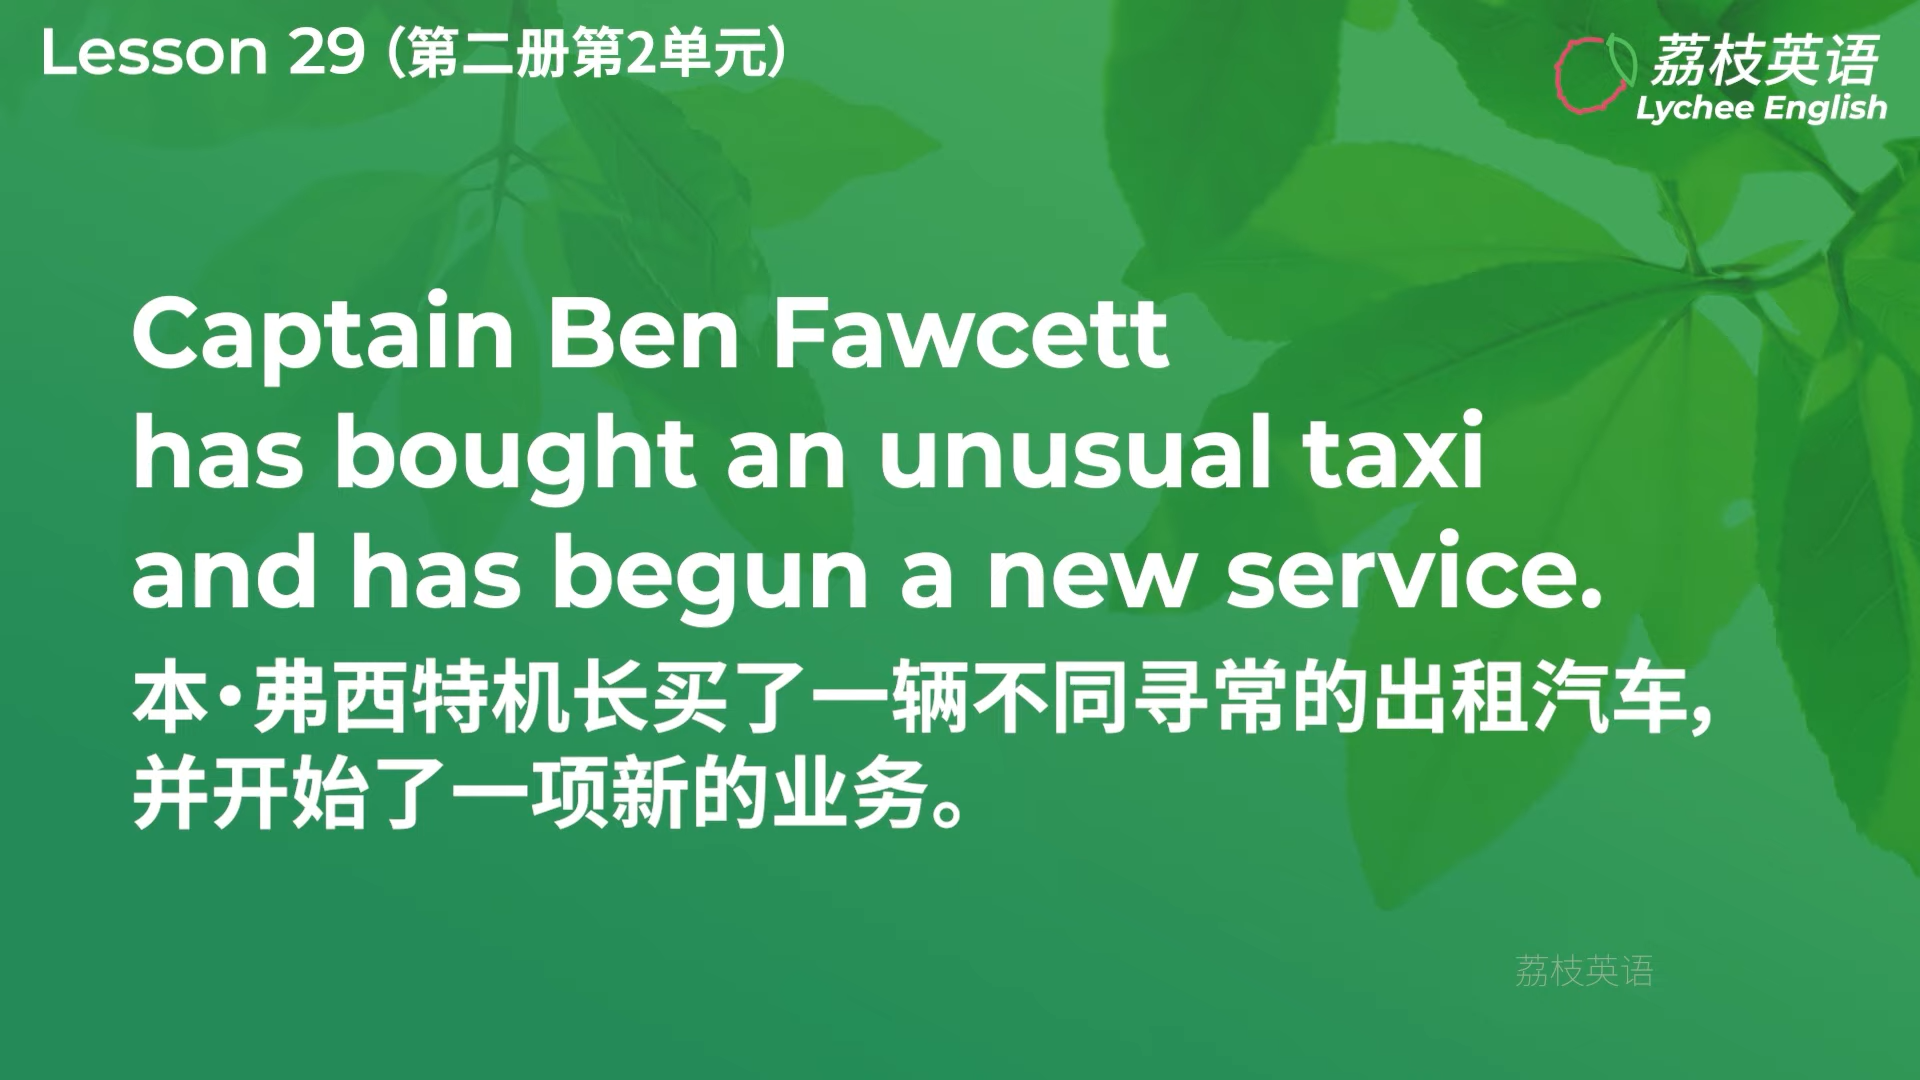 Lesson 29（第二册第2单元）
荔枝英语
Lychee English
Captain Ben Fawcett
has bought an unusual taxi
and has begun a new service.
本·弗西特机长买了一辆不同寻常的出租汽车,
并开始了一项新的业务。
荔枝英语